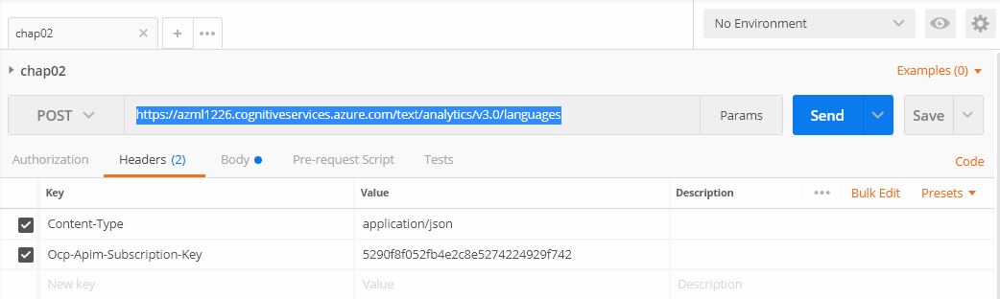 chap02
No Environment
chap02
Examples (0)
POST
https://azml1226.cognitiveservices.azure.com/text/analytics/v3.0/languages
Params
Send
Save
Authorization
Headers (2)
Body
Pre-request Script
Tests
Code
Key
Value
Description
Bulk Edit
Presets
Content-Type
application/json
Ocp-Apim-Subscription-Key
5290f8f052fb4e2c8e5274224929f742
New key
Value
Description